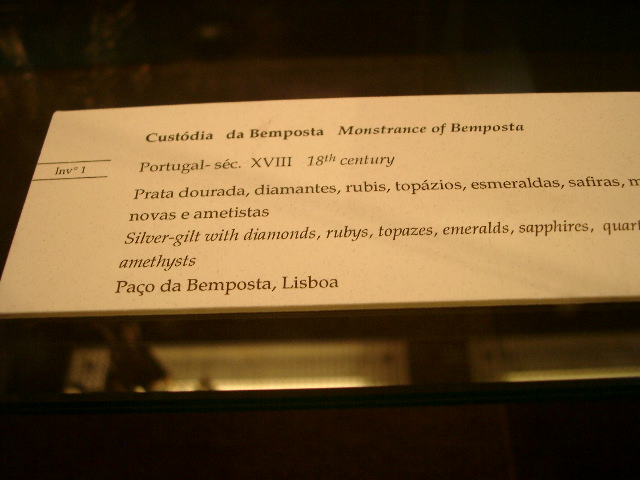 Custódia da Bemposta Monstrance of Bemposta
Invº 1
Portugal- séc. XVIII 18th century
Prata dourada, diamantes, rubis, topázios, esmeraldas, safiras,
novas e ametistas
Silver-gilt with diamonds, rubys, topazes, emeralds, sapphires,
amethysts
Paço da Bemposta, Lisboa